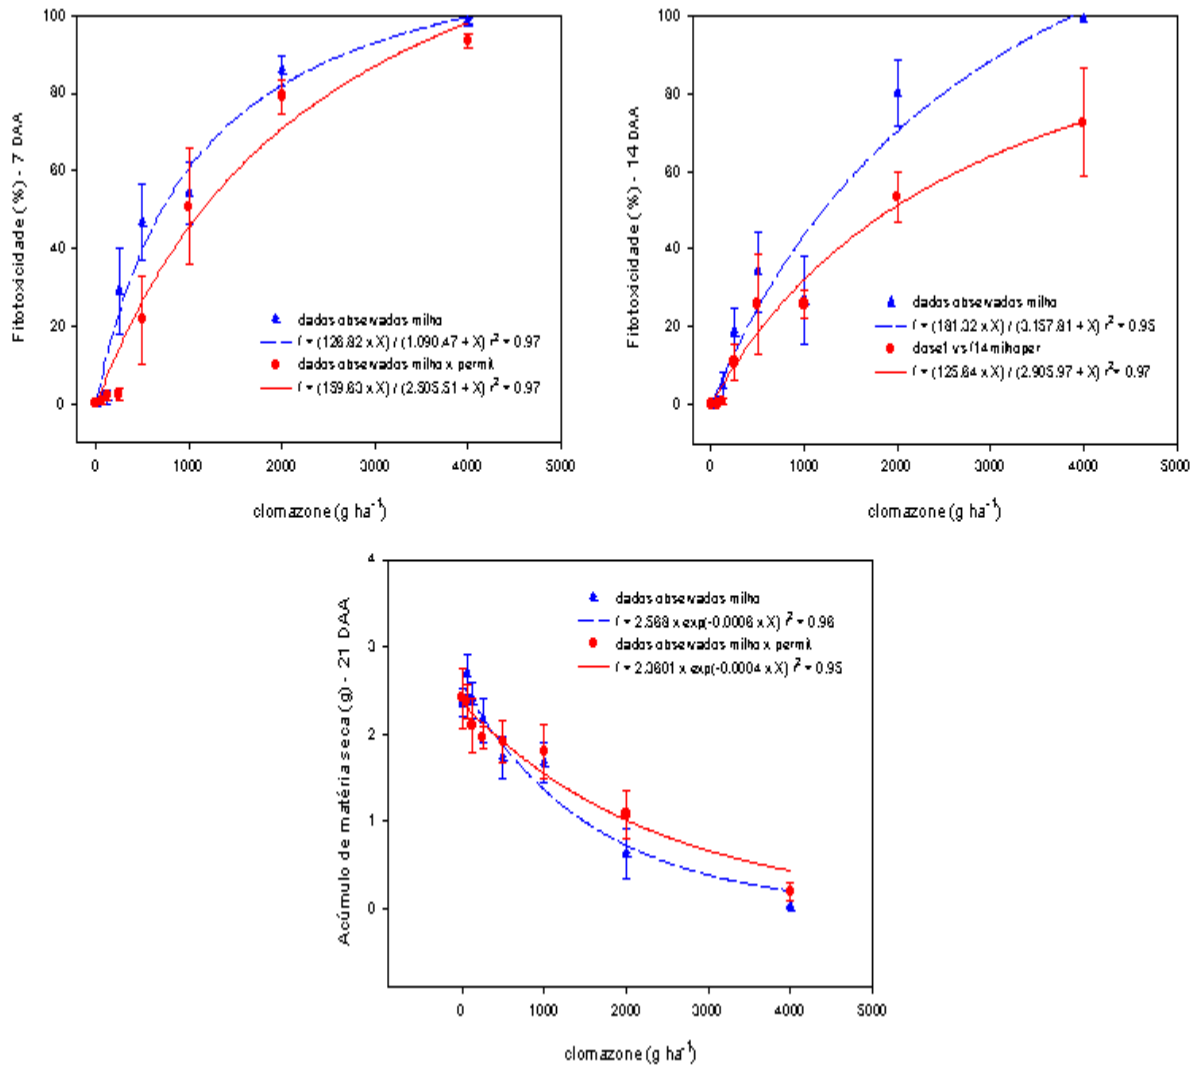 100
80
60
40
20
0
Fitotoxicidade (%) - 7 DAA
dados observados milho
f = (128.82 x X) / (1.090.47 + X) r² = 0.97
dados observados milho x permit
f = (159.63 x X) / (2.505.51 + X) r² = 0.97
0 1000 2000 3000 4000 5000
clomazone (g ha⁻¹)
100
80
60
40
20
0
Fitotoxicidade (%) - 14 DAA
dados observados milho
f = (181.32 x X) / (3.157.81 + X) r² = 0.95
dose1 vs f14milhoper
f = (125.64 x X) / (2.905.97 + X) r² = 0.97
0 1000 2000 3000 4000 5000
clomazone (g ha⁻¹)
4
3
2
1
0
Acúmulo de matéria seca (g) - 21 DAA
dados observados milho
f = 2.568 x exp(-0.0006 x X) r² = 0.96
dados observados milho x permit
f = 2.3601 x exp(-0.0004 x X) r² = 0.95
0 1000 2000 3000 4000 5000
clomazone (g ha⁻¹)